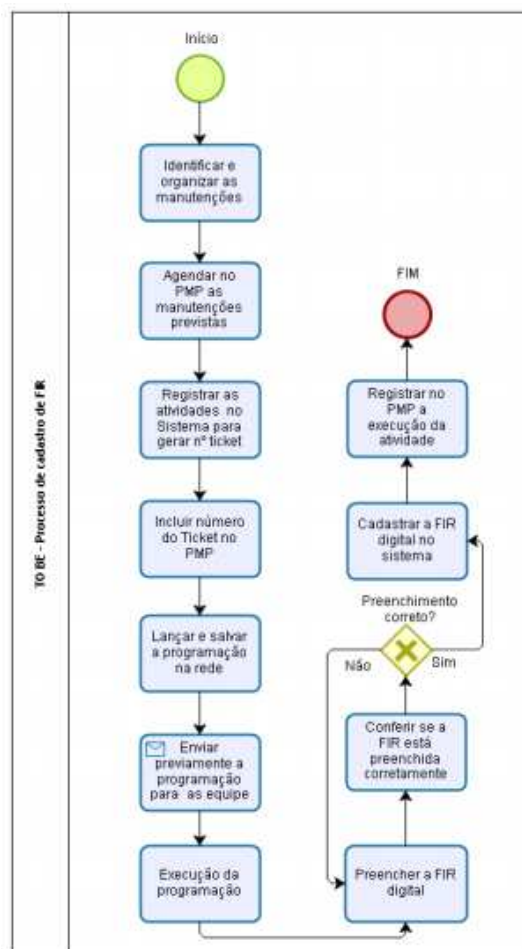 TO BE - Processo de cadastro de FIR
Início
Identificar e
organizar as
manutenções
Agendar no
PMP as
manutenções
previstas
Registrar as
atividades no
Sistema para
gerar nº ticket
Incluir número
do Ticket no
PMP
Lançar e salvar
a programação
na rede
Enviar
previamente a
programação
para as equipe
Execução da
programação
Preencher a FIR
digital
Conferir se a
FIR está
preenchida
corretamente
Preenchimento
correto?
Não
Sim
Cadastrar a FIR
digital no
sistema
Registrar no
PMP a
execução da
atividade
FIM